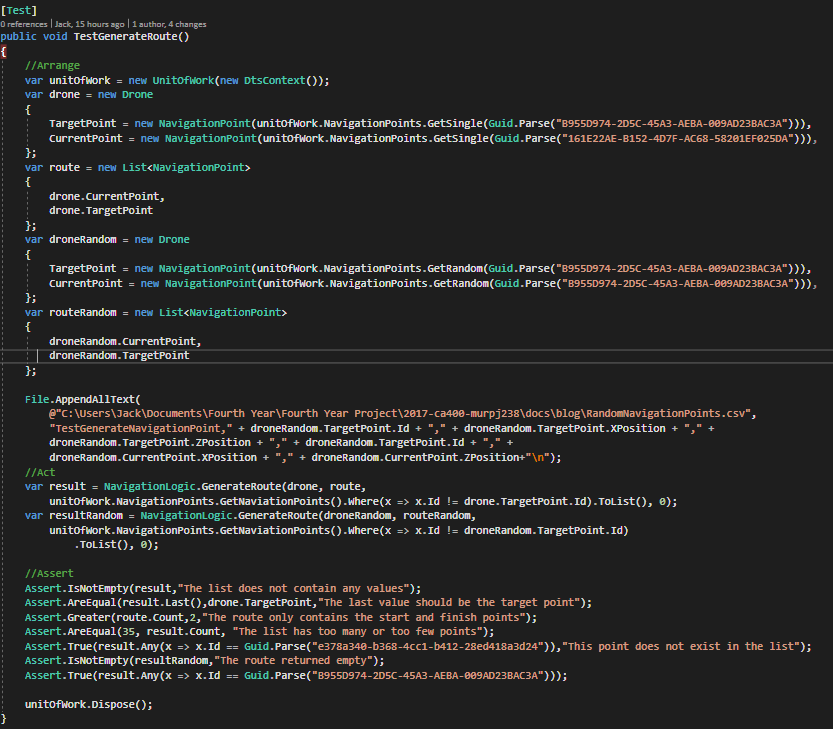 [Test]
0 references | Jack, 15 hours ago | 1 author, 4 changes
public void TestGenerateRoute()
{
    //Arrange
    var unitOfWork = new UnitOfWork(new DtsContext());
    var drone = new Drone
    {
        TargetPoint = new NavigationPoint(unitOfWork.NavigationPoints.GetSingle(Guid.Parse("B955D974-2D5C-45A3-AEBA-009AD23BAC3A"))),
        CurrentPoint = new NavigationPoint(unitOfWork.NavigationPoints.GetSingle(Guid.Parse("161E22AE-B152-4D7F-AC68-58201EF025DA"))),
    };
    var route = new List<NavigationPoint>
    {
        drone.CurrentPoint,
        drone.TargetPoint
    };
    var droneRandom = new Drone
    {
        TargetPoint = new NavigationPoint(unitOfWork.NavigationPoints.GetRandom(Guid.Parse("B955D974-2D5C-45A3-AEBA-009AD23BAC3A"))),
        CurrentPoint = new NavigationPoint(unitOfWork.NavigationPoints.GetRandom(Guid.Parse("B955D974-2D5C-45A3-AEBA-009AD23BAC3A"))),
    };
    var routeRandom = new List<NavigationPoint>
    {
        droneRandom.CurrentPoint,
        droneRandom.TargetPoint
    };
    File.AppendAllText(
        @"C:\Users\Jack\Documents\Fourth Year\Fourth Year Project\2017-ca400-murpj238\docs\blog\RandomNavigationPoints.csv",
        "TestGenerateNavigationPoint," + droneRandom.TargetPoint.Id + "," + droneRandom.TargetPoint.XPosition + "," +
        droneRandom.TargetPoint.ZPosition + "," + droneRandom.TargetPoint.Id + "," +
        droneRandom.CurrentPoint.XPosition + "," + droneRandom.CurrentPoint.ZPosition+"\n");
    //Act
    var result = NavigationLogic.GenerateRoute(drone, route,
        unitOfWork.NavigationPoints.GetNavigationPoints().Where(x => x.Id != drone.TargetPoint.Id).ToList(), 0);
    var resultRandom = NavigationLogic.GenerateRoute(droneRandom, routeRandom,
        unitOfWork.NavigationPoints.GetNaviationPoints().Where(x => x.Id != droneRandom.TargetPoint.Id)
            .ToList(), 0);
    //Assert
    Assert.IsNotEmpty(result,"The list does not contain any values");
    Assert.AreEqual(result.Last(),drone.TargetPoint,"The last value should be the target point");
    Assert.Greater(route.Count,2,"The route only contains the start and finish points");
    Assert.AreEqual(35, result.Count, "The list has too many or too few points");
    Assert.True(result.Any(x => x.Id == Guid.Parse("e378a340-b368-4cc1-b412-28ed418a3d24")),"This point does not exist in the list");
    Assert.IsNotEmpty(resultRandom,"The route returned empty");
    Assert.True(result.Any(x => x.Id == Guid.Parse("B955D974-2D5C-45A3-AEBA-009AD23BAC3A")));
    unitOfWork.Dispose();
}